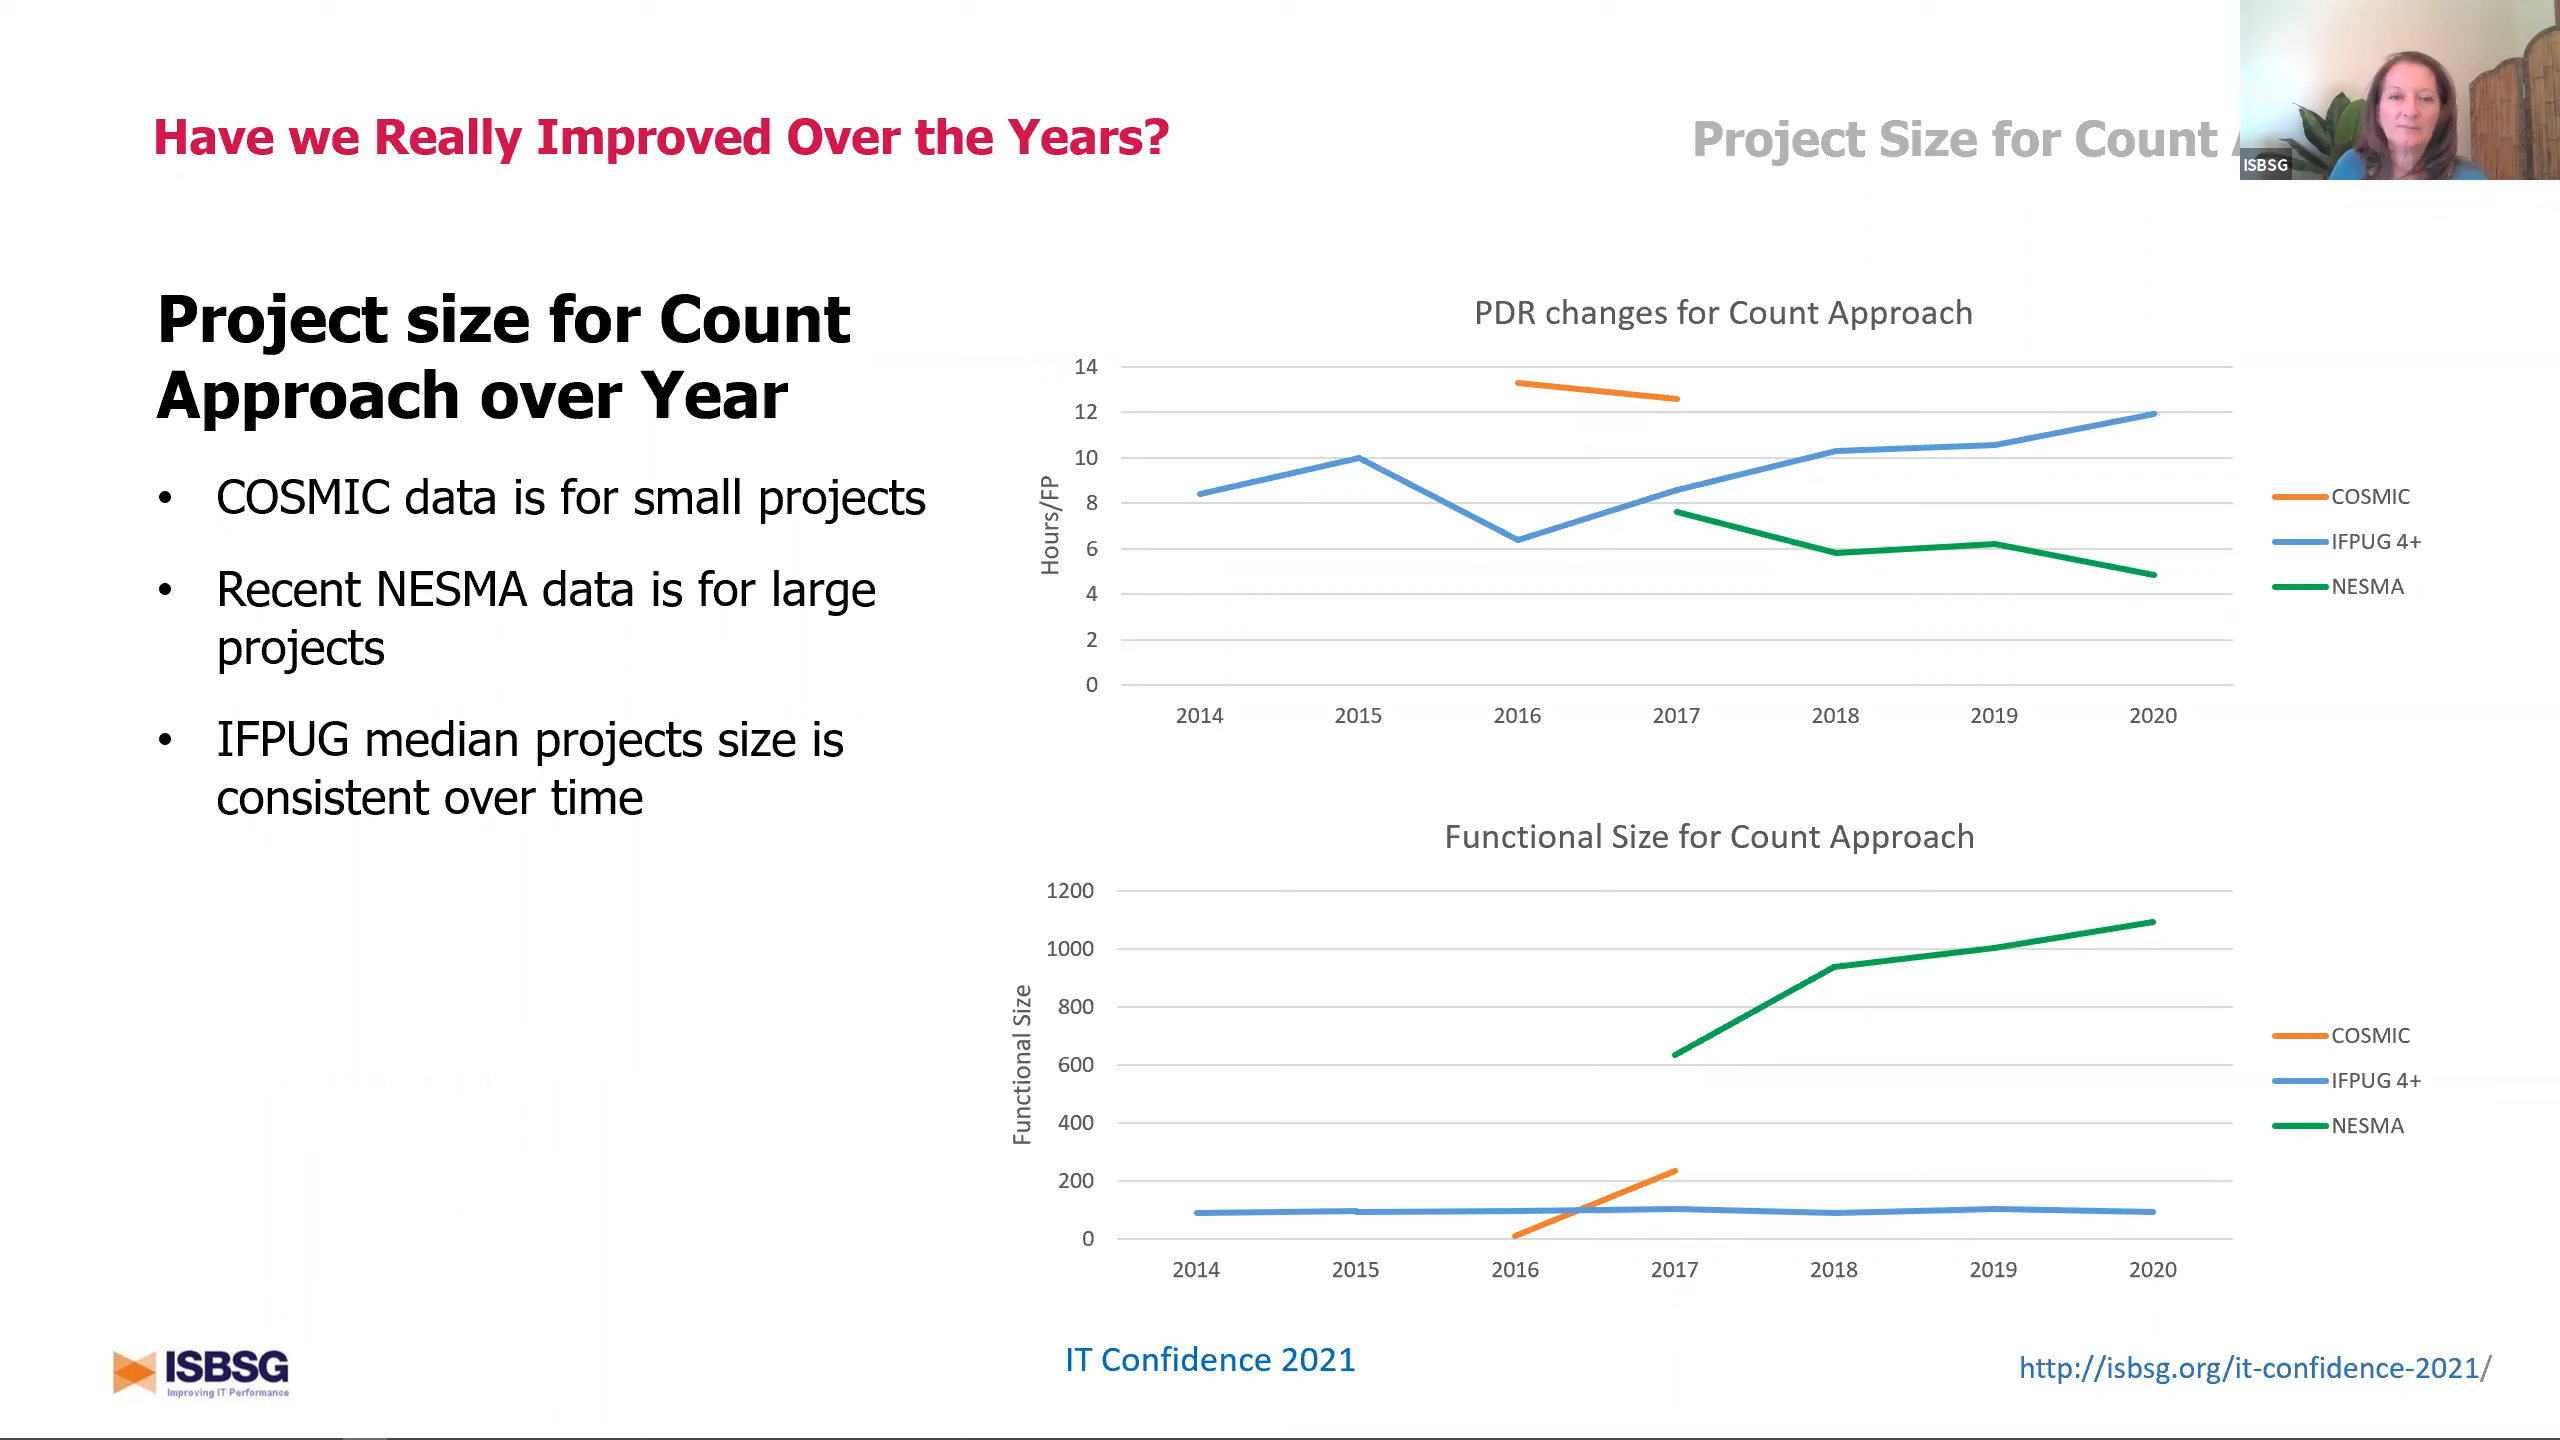 Have we Really Improved Over the Years?
Project Size for Count
ISBSG
Project size for Count
Approach over Year
• COSMIC data is for small projects
• Recent NESMA data is for large
projects
• IFPUG median projects size is
consistent over time
PDR changes for Count Approach
Hours/FP
14
12
10
8
6
4
2
0
2014 2015 2016 2017 2018 2019 2020
COSMIC
IFPUG 4+
NESMA
Functional Size for Count Approach
Functional Size
1200
1000
800
600
400
200
0
2014 2015 2016 2017 2018 2019 2020
COSMIC
IFPUG 4+
NESMA
ISBSG
Improving IT Performance
IT Confidence 2021
http://isbsg.org/it-confidence-2021/